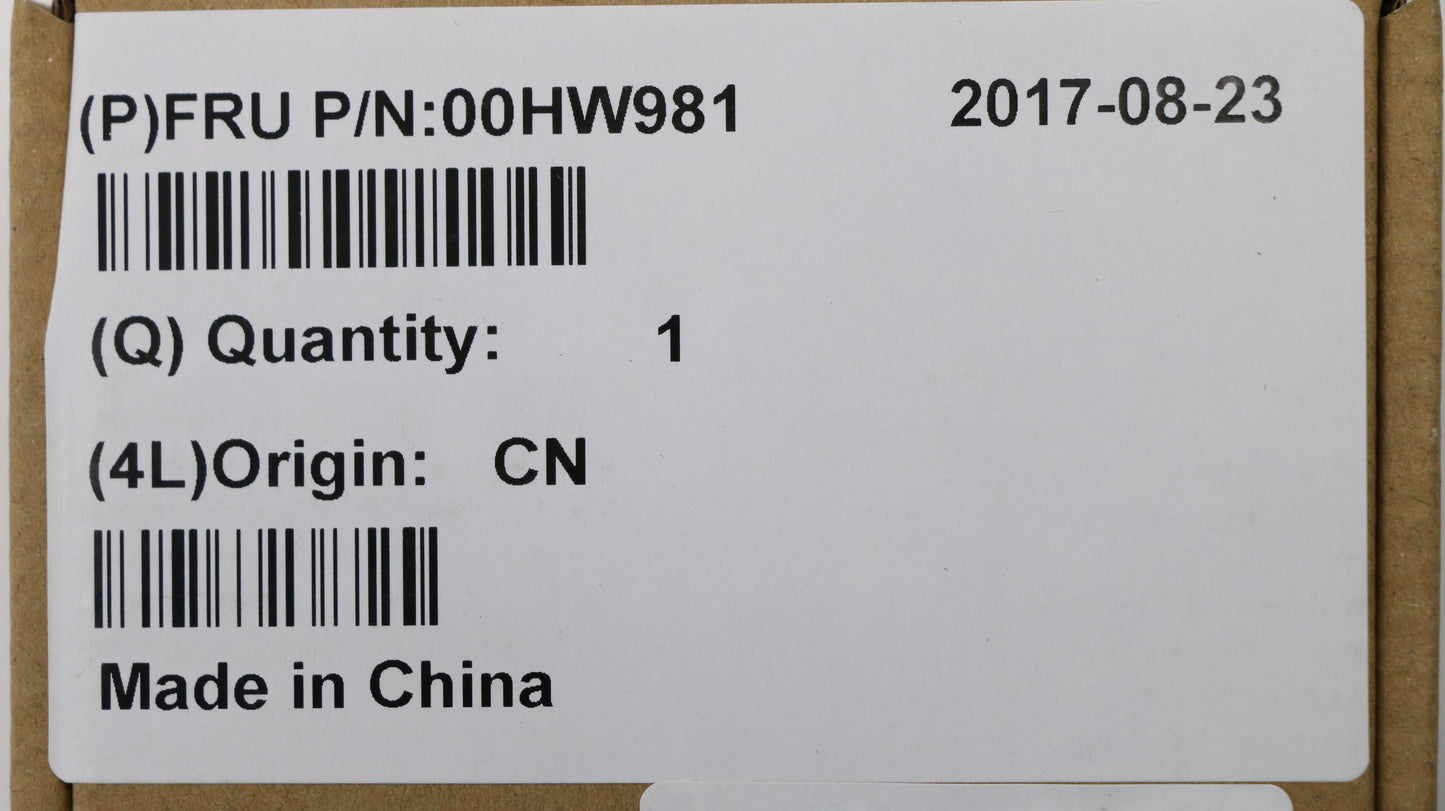 (P)FRU P/N:00HW981 2017-08-23
(Q) Quantity: 1
(4L)Origin: CN
Made in China